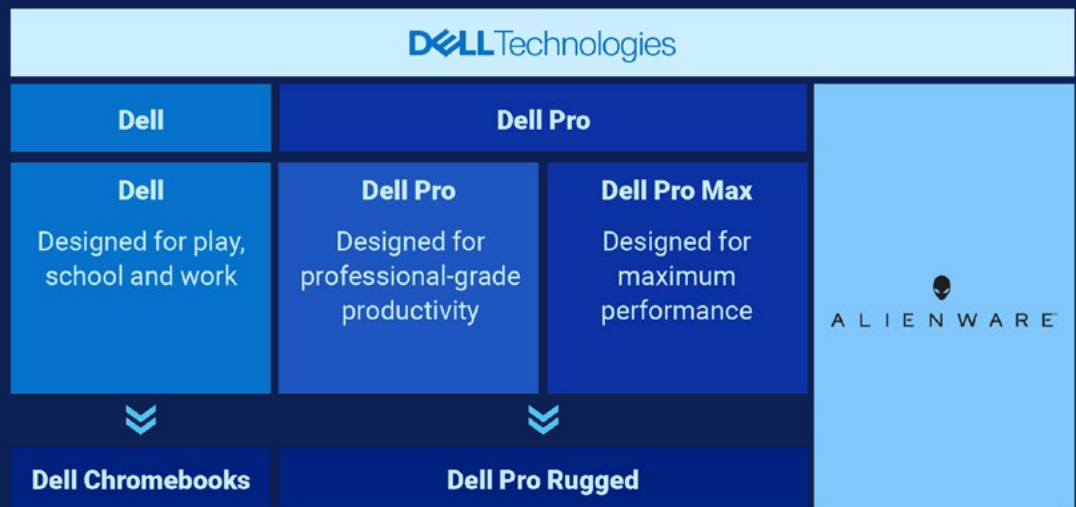 DELLTechnologies
Dell
Dell Pro
Dell
Designed for play,
school and work
Dell Pro
Designed for
professional-grade
productivity
Dell Pro Max
Designed for
maximum
performance
ALIENWARE
Dell Chromebooks
Dell Pro Rugged